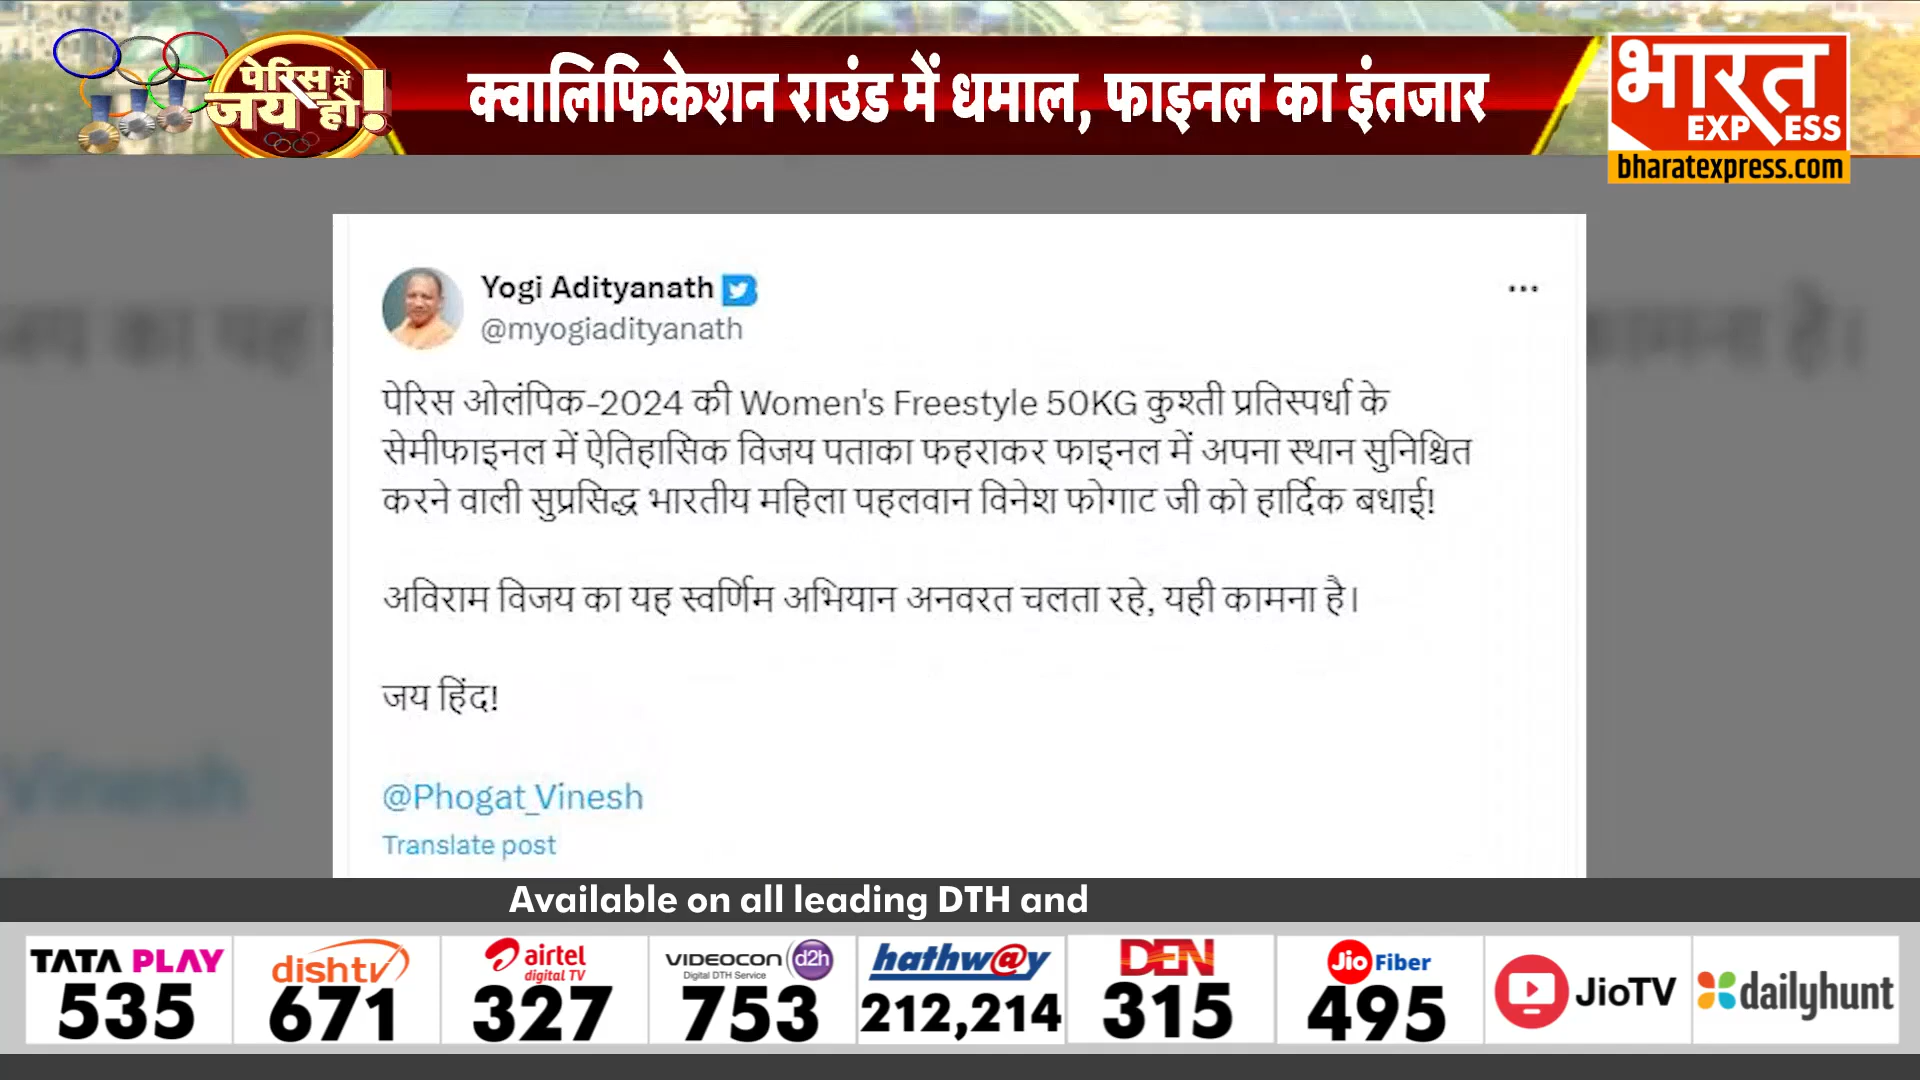 पेरिस में
जय हो!
क्वालिफिकेशन राउंड में धमाल, फाइनल का इंतजार
भारत
EXPRESS
bharatexpress.com
Yogi Adityanath
@myogiadityanath
पेरिस ओलंपिक-2024 की Women's Freestyle 50KG कुश्ती प्रतिस्पर्धा के
सेमीफाइनल में ऐतिहासिक विजय पताका फहराकर फाइनल में अपना स्थान सुनिश्चित
करने वाली सुप्रसिद्ध भारतीय महिला पहलवान विनेश फोगाट जी को हार्दिक बधाई!
अविराम विजय का यह स्वर्णिम अभियान अनवरत चलता रहे, यही कामना है।
जय हिंद!
@Phogat_Vinesh
Translate post
Available on all leading DTH and
TATA PLAY
535
dishtv
671
airtel
digital TV
327
VIDEOCON d2h
Digital DTH Service
753
hathw@y
212,214
DEN
315
Jio Fiber
495
JioTV
dailyhunt